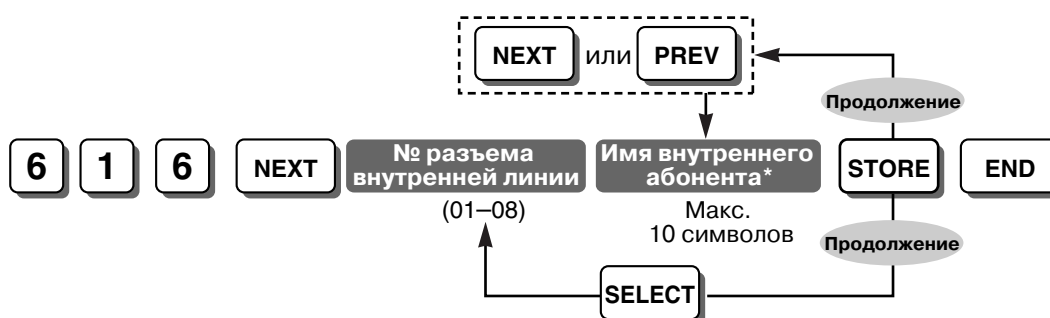 NEXT или PREV
Продолжение
6 1 6 NEXT № разъема внутренней линии Имя внутреннего абонента* STORE END
(01–08) Макс. 10 символов
Продолжение
SELECT